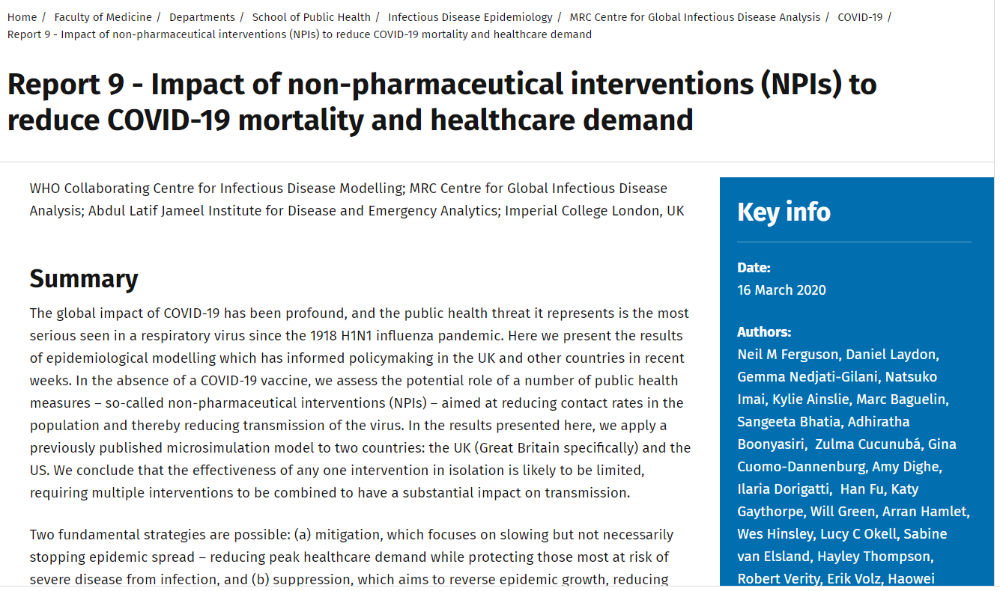 Home / Faculty of Medicine / Departments / School of Public Health / Infectious Disease Epidemiology / MRC Centre for Global Infectious Disease Analysis / COVID-19 /
Report 9 - Impact of non-pharmaceutical interventions (NPIs) to reduce COVID-19 mortality and healthcare demand
Report 9 - Impact of non-pharmaceutical interventions (NPIs) to
reduce COVID-19 mortality and healthcare demand
WHO Collaborating Centre for Infectious Disease Modelling; MRC Centre for Global Infectious Disease
Analysis; Abdul Latif Jameel Institute for Disease and Emergency Analytics; Imperial College London, UK
Summary
The global impact of COVID-19 has been profound, and the public health threat it represents is the most
serious seen in a respiratory virus since the 1918 H1N1 influenza pandemic. Here we present the results
of epidemiological modelling which has informed policymaking in the UK and other countries in recent
weeks. In the absence of a COVID-19 vaccine, we assess the potential role of a number of public health
measures – so-called non-pharmaceutical interventions (NPIs) – aimed at reducing contact rates in the
population and thereby reducing transmission of the virus. In the results presented here, we apply a
previously published microsimulation model to two countries: the UK (Great Britain specifically) and the
US. We conclude that the effectiveness of any one intervention in isolation is likely to be limited,
requiring multiple interventions to be combined to have a substantial impact on transmission.
Two fundamental strategies are possible: (a) mitigation, which focuses on slowing but not necessarily
stopping epidemic spread – reducing peak healthcare demand while protecting those most at risk of
severe disease from infection, and (b) suppression, which aims to reverse epidemic growth, reducing
Key info
Date:
16 March 2020
Authors:
Neil M Ferguson, Daniel Laydon,
Gemma Nedjati-Gilani, Natsuko
Imai, Kylie Ainslie, Marc Baguelin,
Sangeeta Bhatia, Adhiratha
Boonyasiri, Zulma Cucunubá, Gina
Cuomo-Dannenburg, Amy Dighe,
Ilaria Dorigatti, Han Fu, Katy
Gaythorpe, Will Green, Arran Hamlet,
Wes Hinsley, Lucy C Okell, Sabine
van Elsland, Hayley Thompson,
Robert Verity, Erik Volz, Haowei